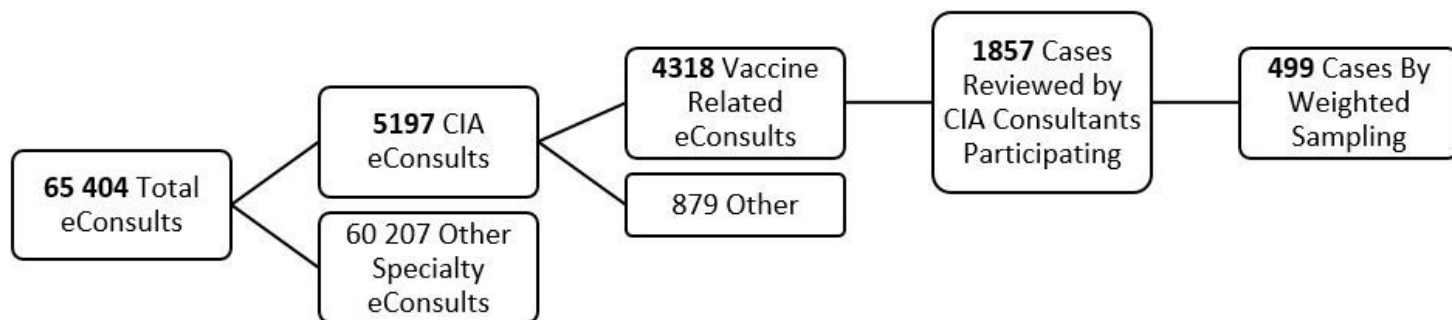 65 404 Total
eConsults
5197 CIA
eConsults
60 207 Other
Specialty
eConsults
4318 Vaccine
Related
eConsults
879 Other
1857 Cases
Reviewed by
CIA Consultants
Participating
499 Cases By
Weighted
Sampling